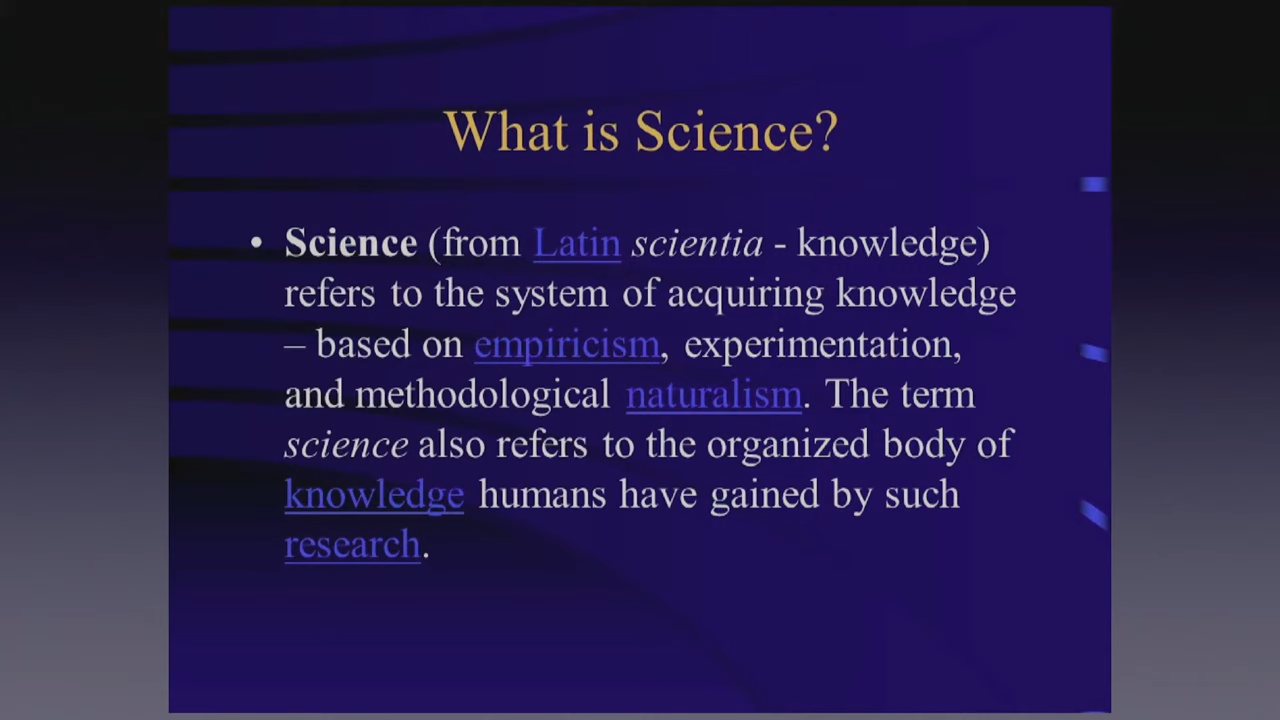 What is Science?
• Science (from Latin scientia - knowledge)
refers to the system of acquiring knowledge
– based on empiricism, experimentation,
and methodological naturalism. The term
science also refers to the organized body of
knowledge humans have gained by such
research.